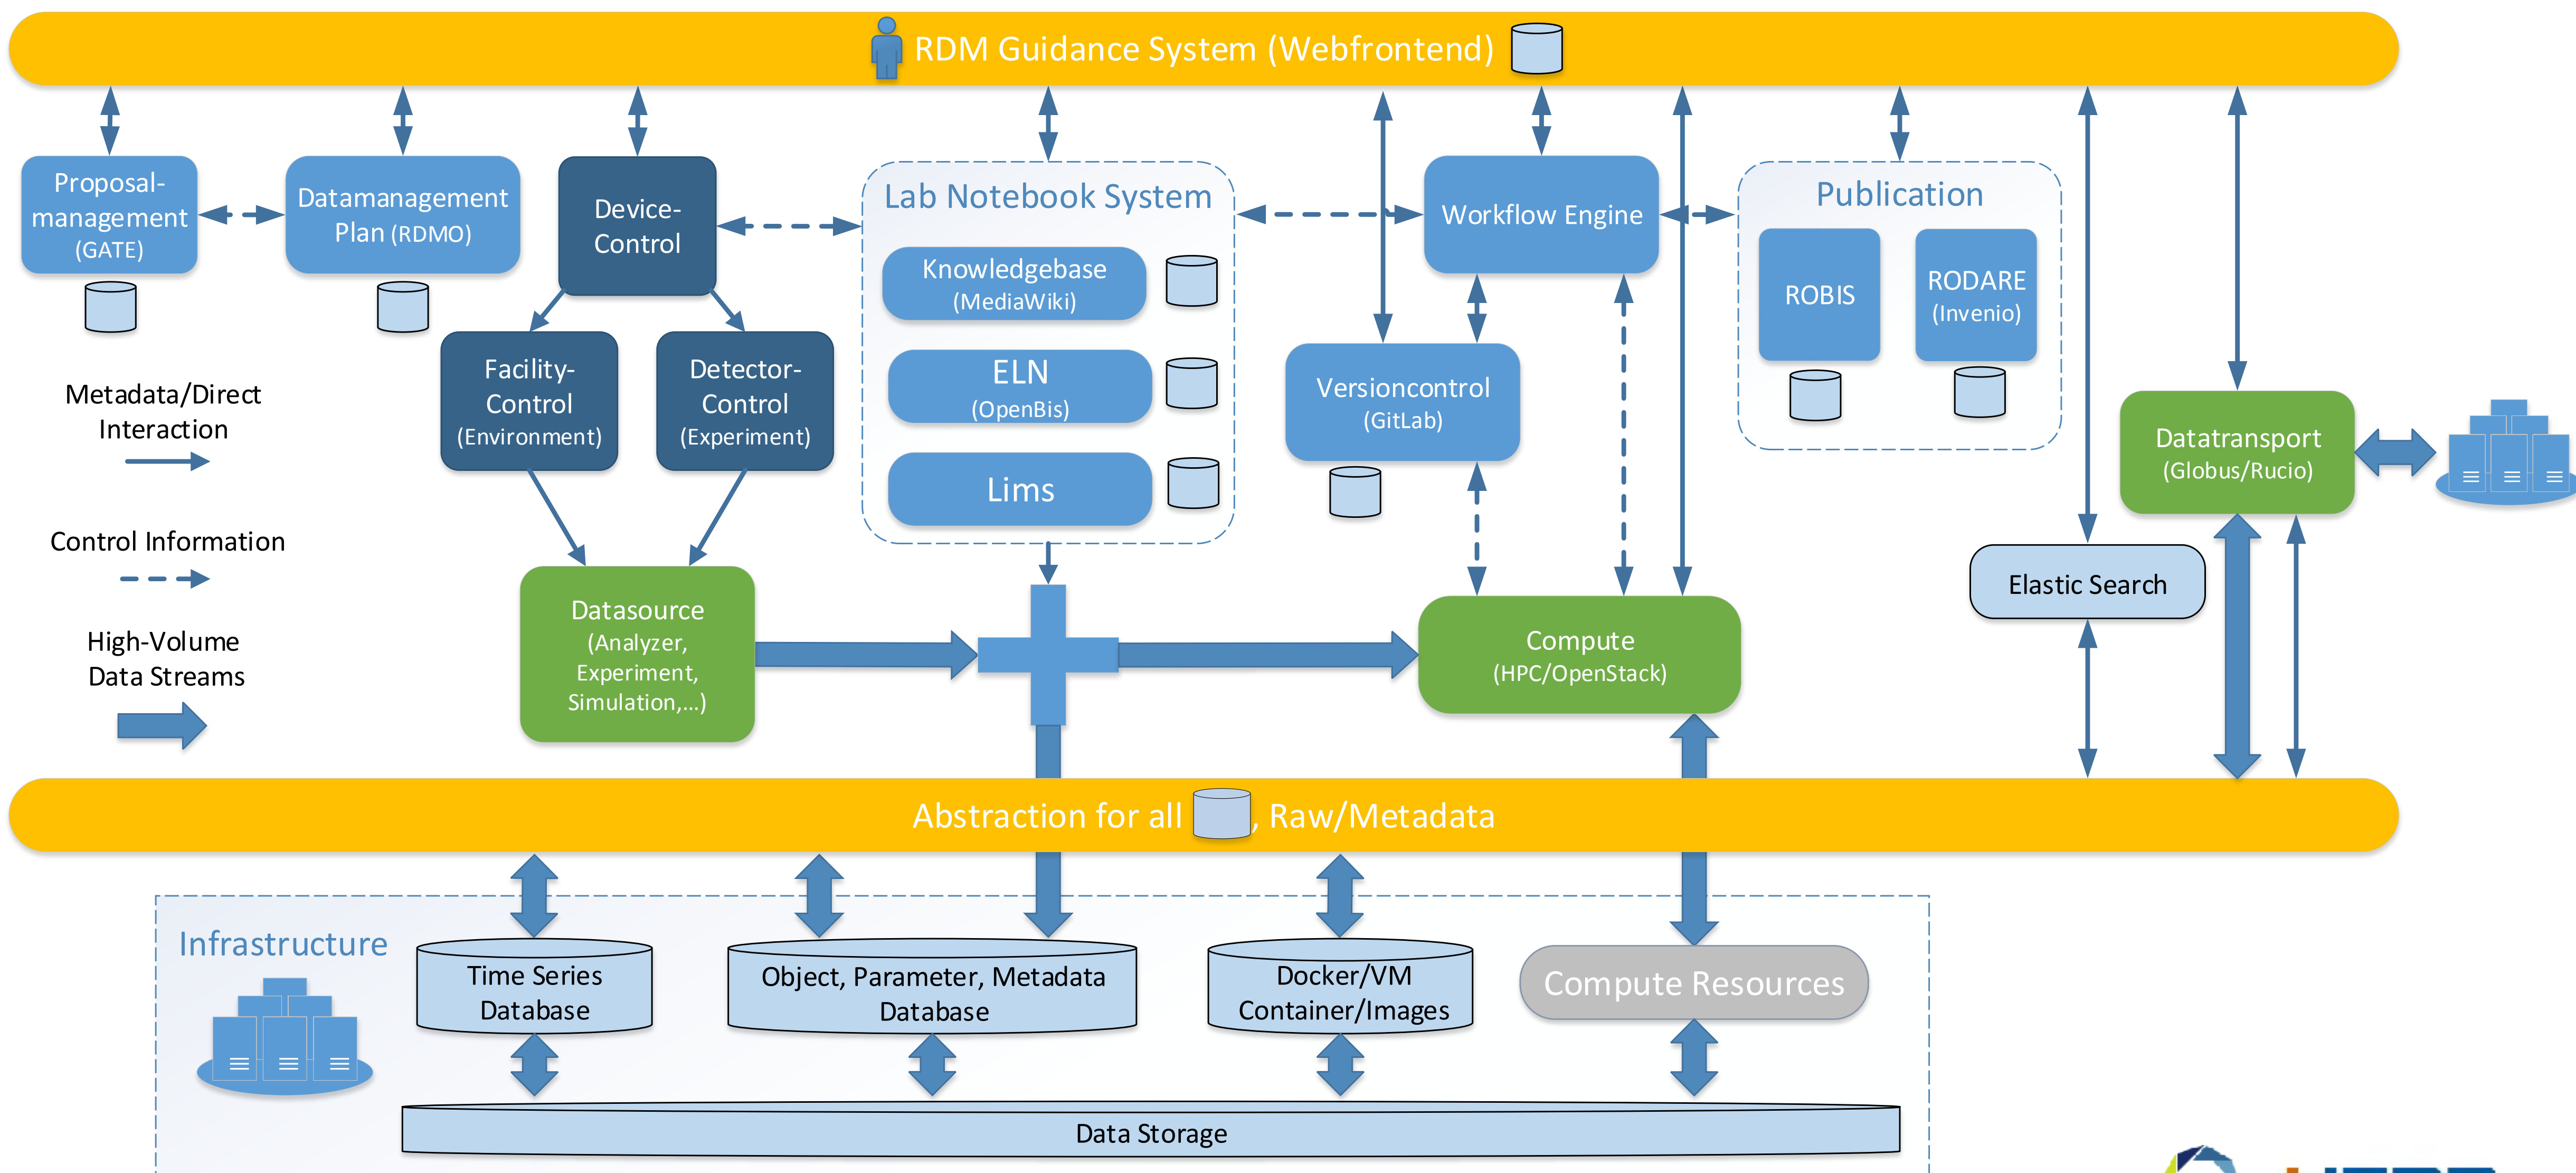 RDM Guidance System (Webfrontend)
Proposal-
management
(GATE)
Datamanagement
Plan (RDMO)
Device-
Control
Lab Notebook System
Knowledgebase
(MediaWiki)
ELN
(OpenBis)
Lims
Workflow Engine
Publication
ROBIS
RODARE
(Invenio)
Facility-
Control
(Environment)
Detector-
Control
(Experiment)
Versioncontrol
(GitLab)
Datatransport
(Globus/Rucio)
Metadata/Direct
Interaction
Control Information
High-Volume
Data Streams
Datasource
(Analyzer,
Experiment,
Simulation,...)
Compute
(HPC/OpenStack)
Elastic Search
Abstraction for all , Raw/Metadata
Infrastructure
Time Series
Database
Object, Parameter, Metadata
Database
Docker/VM
Container/Images
Compute Resources
Data Storage